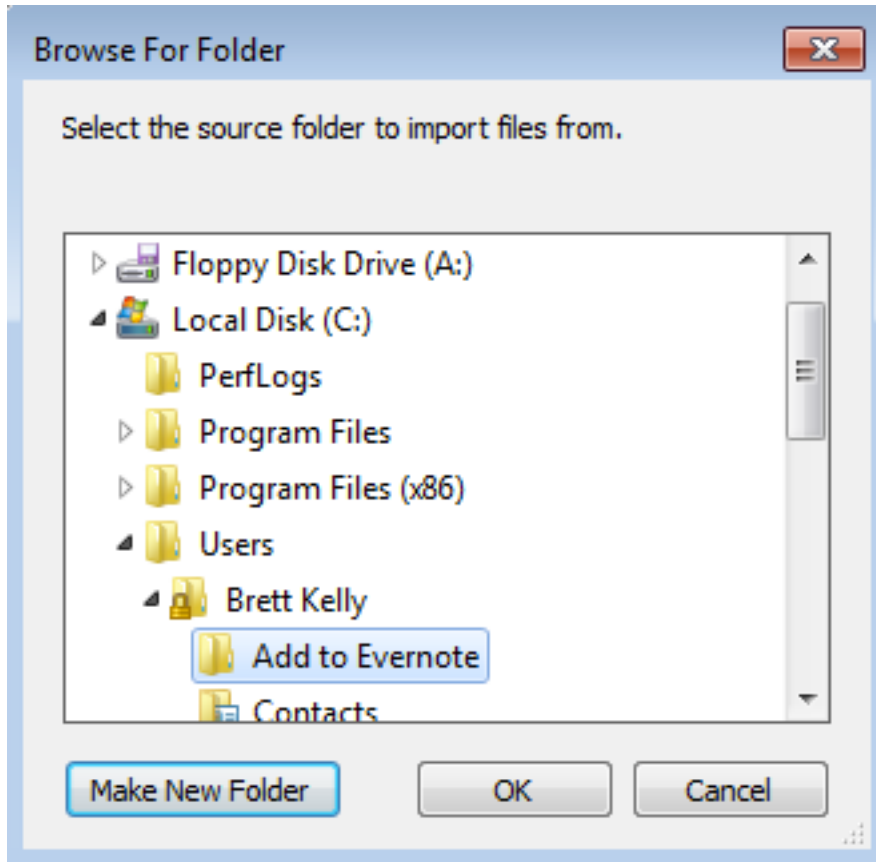 Browse For Folder
Select the source folder to import files from.
Floppy Disk Drive (A:)
Local Disk (C:)
PerfLogs
Program Files
Program Files (x86)
Users
Brett Kelly
Add to Evernote
Contacts
Make New Folder
OK
Cancel